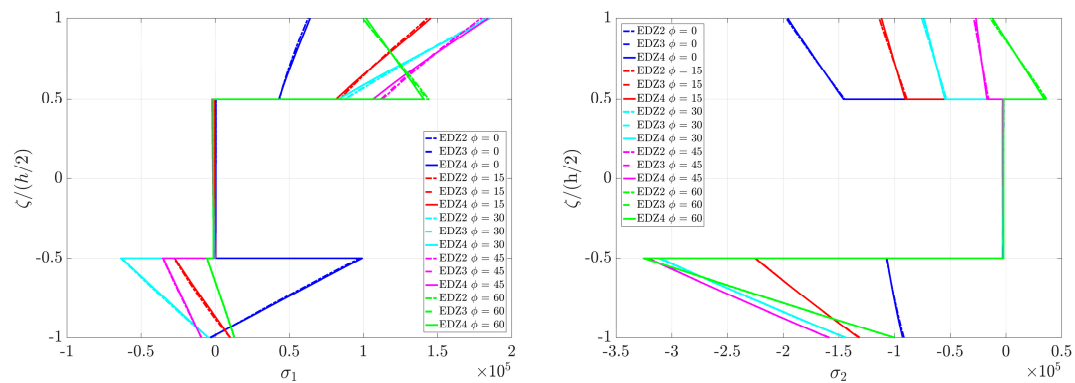 1
0.5
0
-0.5
-1
ζ/(h/2)
-1
-0.5
0
0.5
1
1.5
2
×10⁵
σ₁
EDZ2 ϕ = 0
EDZ3 ϕ = 0
EDZ4 ϕ = 0
EDZ2 ϕ = 15
EDZ3 ϕ = 15
EDZ4 ϕ = 15
EDZ2 ϕ = 30
EDZ3 ϕ = 30
EDZ4 ϕ = 30
EDZ2 ϕ = 45
EDZ3 ϕ = 45
EDZ4 ϕ = 45
EDZ2 ϕ = 60
EDZ3 ϕ = 60
EDZ4 ϕ = 60
1
0.5
0
-0.5
-1
ζ/(h/2)
-3.5
-3
-2.5
-2
-1.5
-1
-0.5
0
0.5
×10⁵
σ₂
EDZ2 ϕ = 0
EDZ3 ϕ = 0
EDZ4 ϕ = 0
EDZ2 ϕ − 15
EDZ3 ϕ = 15
EDZ4 ϕ = 15
EDZ2 ϕ = 30
EDZ3 ϕ = 30
EDZ4 ϕ = 30
EDZ2 ϕ = 45
EDZ3 ϕ = 45
EDZ4 ϕ = 45
EDZ2 ϕ = 60
EDZ3 ϕ = 60
EDZ4 ϕ = 60